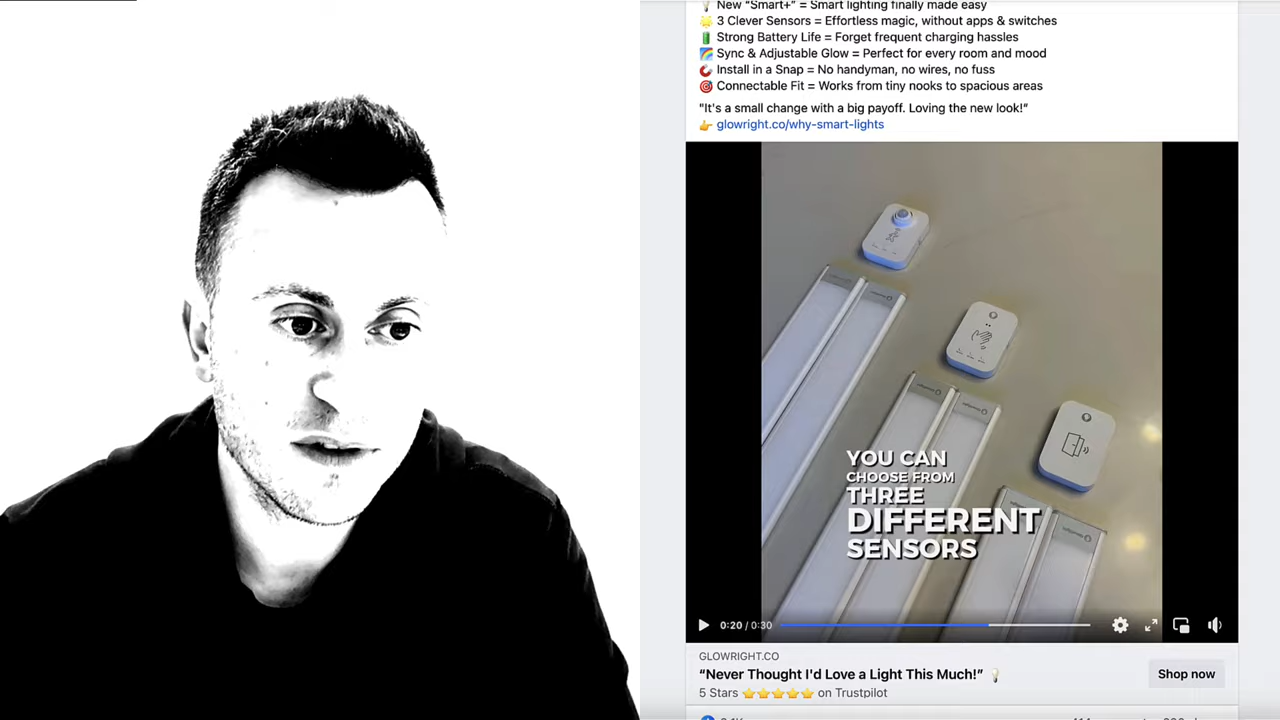 💡 New “Smart+” = Smart lighting finally made easy
🌟 3 Clever Sensors = Effortless magic, without apps & switches
🔋 Strong Battery Life = Forget frequent charging hassles
🌈 Sync & Adjustable Glow = Perfect for every room and mood
🧲 Install in a Snap = No handyman, no wires, no fuss
🎯 Connectable Fit = Works from tiny nooks to spacious areas
"It's a small change with a big payoff. Loving the new look!”
👉 glowright.co/why-smart-lights
YOU CAN
CHOOSE FROM
THREE
DIFFERENT
SENSORS
0:20 / 0:30
GLOWRIGHT.CO
“Never Thought I'd Love a Light This Much!” 💡
Shop now
5 Stars ⭐⭐⭐⭐⭐ on Trustpilot